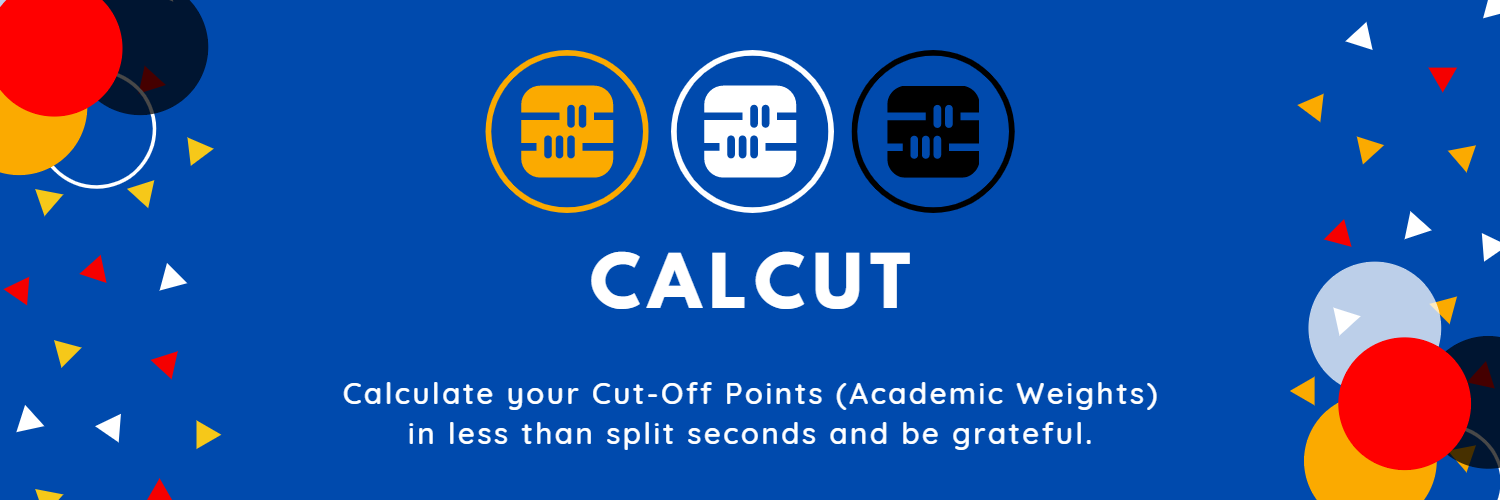 CALCUT
Calculate your Cut-Off Points (Academic Weights)
in less than split seconds and be grateful.